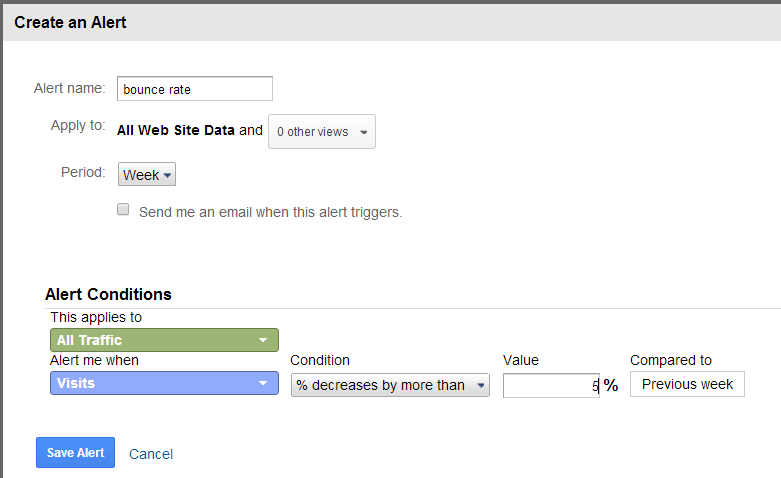 Create an Alert
Alert name: bounce rate
Apply to: All Web Site Data and 0 other views
Period: Week
Send me an email when this alert triggers.
Alert Conditions
This applies to
All Traffic
Alert me when Condition Value Compared to
Visits % decreases by more than 5 % Previous week
Save Alert Cancel